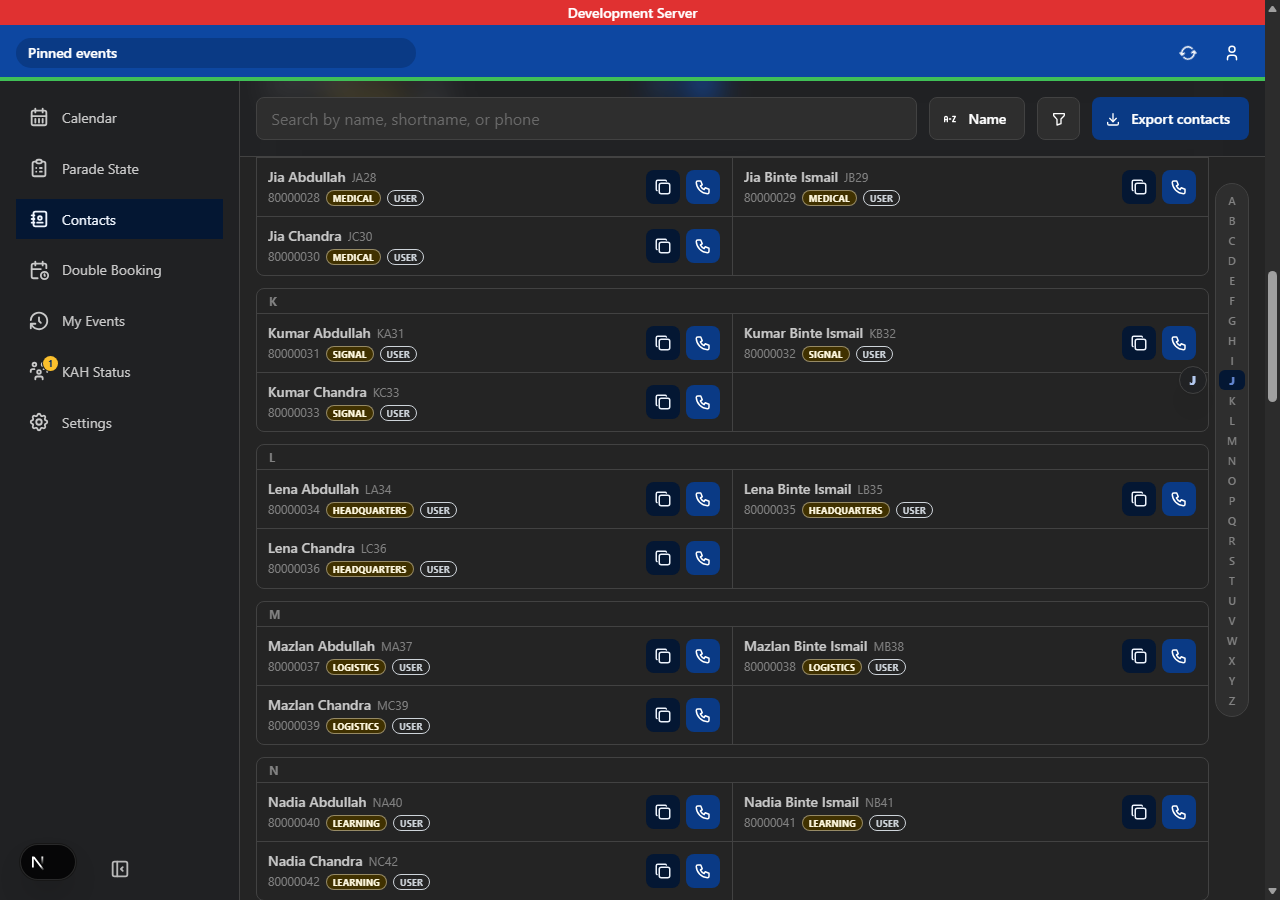 Development Server
Pinned events
Calendar
Parade State
Contacts
Double Booking
My Events
1
KAH Status
Settings
N
Search by name, shortname, or phone
A-Z Name
Export contacts
Jia Abdullah JA28
80000028 MEDICAL USER
Jia Binte Ismail JB29
80000029 MEDICAL USER
Jia Chandra JC30
80000030 MEDICAL USER
K
Kumar Abdullah KA31
80000031 SIGNAL USER
Kumar Binte Ismail KB32
80000032 SIGNAL USER
Kumar Chandra KC33
80000033 SIGNAL USER
L
Lena Abdullah LA34
80000034 HEADQUARTERS USER
Lena Binte Ismail LB35
80000035 HEADQUARTERS USER
Lena Chandra LC36
80000036 HEADQUARTERS USER
M
Mazlan Abdullah MA37
80000037 LOGISTICS USER
Mazlan Binte Ismail MB38
80000038 LOGISTICS USER
Mazlan Chandra MC39
80000039 LOGISTICS USER
N
Nadia Abdullah NA40
80000040 LEARNING USER
Nadia Binte Ismail NB41
80000041 LEARNING USER
Nadia Chandra NC42
80000042 LEARNING USER
J
A
B
C
D
E
F
G
H
I
J
K
L
M
N
O
P
Q
R
S
T
U
V
W
X
Y
Z